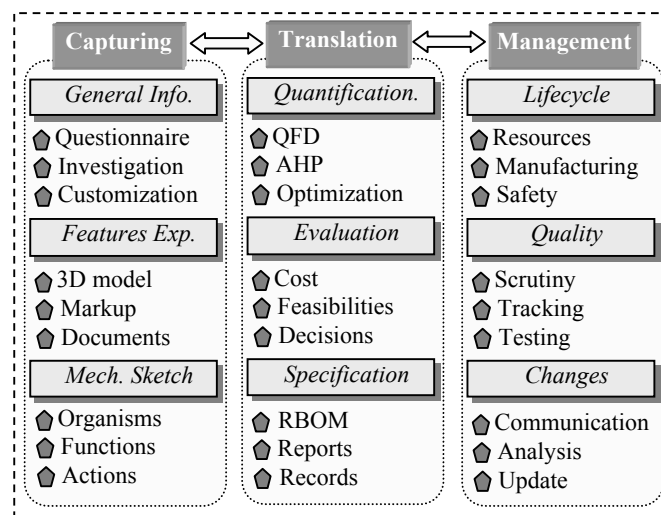 Capturing
Translation
Management
General Info.
Questionnaire
Investigation
Customization
Features Exp.
3D model
Markup
Documents
Mech. Sketch
Organisms
Functions
Actions
Quantification.
QFD
AHP
Optimization
Evaluation
Cost
Feasibilities
Decisions
Specification
RBOM
Reports
Records
Lifecycle
Resources
Manufacturing
Safety
Quality
Scrutiny
Tracking
Testing
Changes
Communication
Analysis
Update